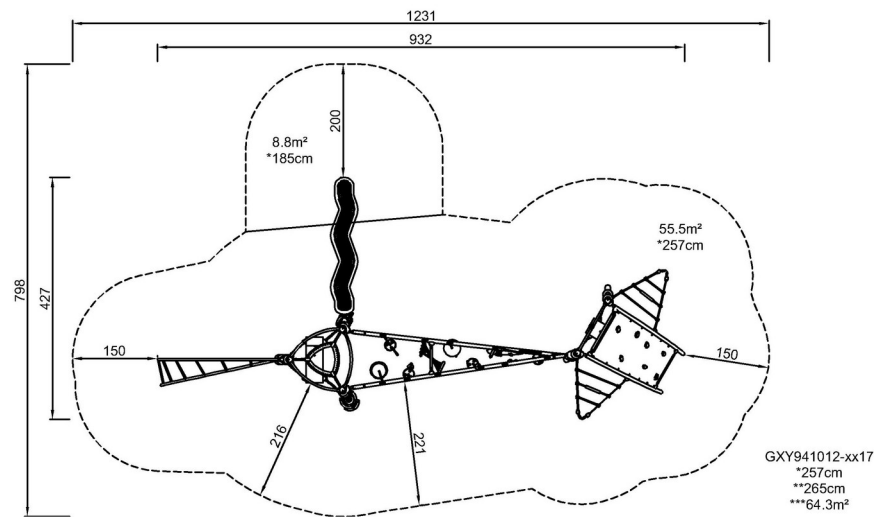 1231
932
200
8.8m²
*185cm
55.5m²
*257cm
798
427
150
150
216
221
GXY941012-xx17
*257cm
**265cm
***64.3m²